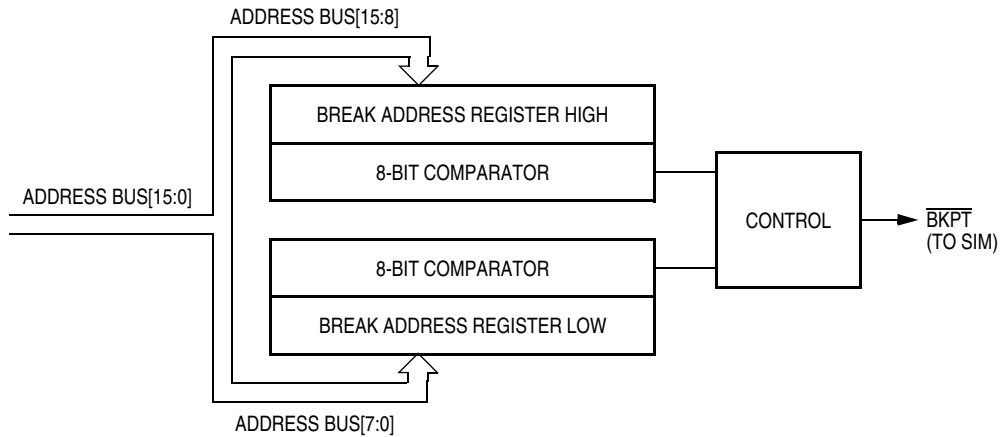 ADDRESS BUS[15:8]
BREAK ADDRESS REGISTER HIGH
8-BIT COMPARATOR
ADDRESS BUS[15:0]
CONTROL
BKPT
(TO SIM)
8-BIT COMPARATOR
BREAK ADDRESS REGISTER LOW
ADDRESS BUS[7:0]